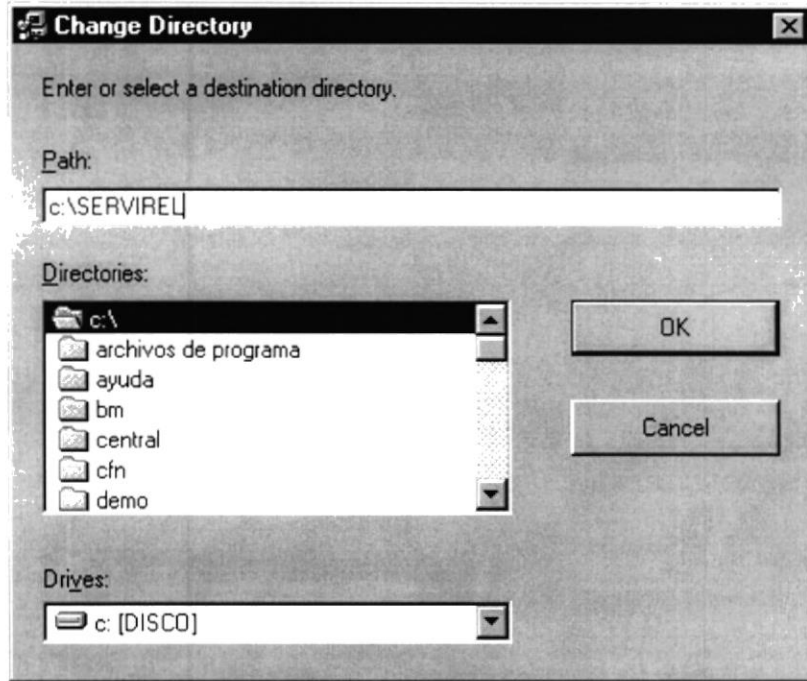 Change Directory
Enter or select a destination directory.
Path:
c:\SERVIREL
Directories:
c:\
archivos de programa
ayuda
bm
central
cfn
demo
OK
Cancel
Drives:
c: [DISCO]